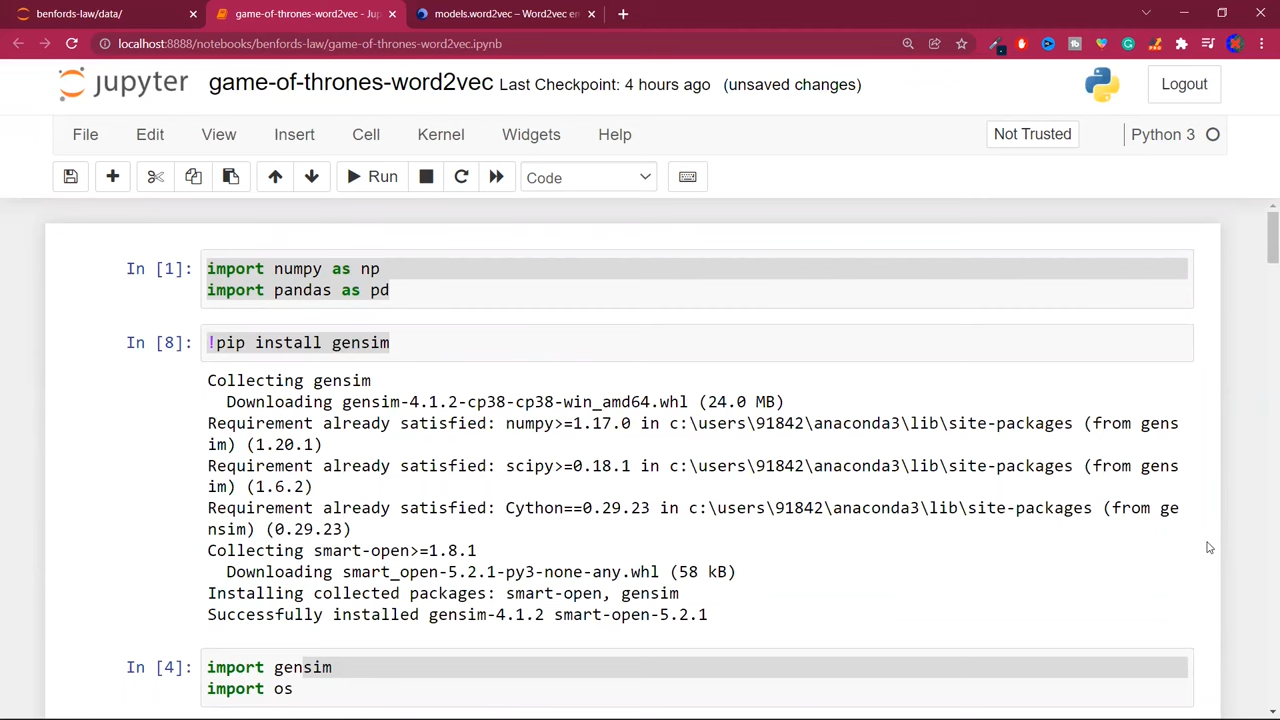 benfords-law/data/
game-of-thrones-word2vec - Jup
models.word2vec – Word2vec em
localhost:8888/notebooks/benfords-law/game-of-thrones-word2vec.ipynb
jupyter game-of-thrones-word2vec Last Checkpoint: 4 hours ago (unsaved changes) Logout
File Edit View Insert Cell Kernel Widgets Help Not Trusted Python 3
Run Code
In [1]: import numpy as np
import pandas as pd
In [8]: !pip install gensim
Collecting gensim
Downloading gensim-4.1.2-cp38-cp38-win_amd64.whl (24.0 MB)
Requirement already satisfied: numpy>=1.17.0 in c:\users\91842\anaconda3\lib\site-packages (from gens
im) (1.20.1)
Requirement already satisfied: scipy>=0.18.1 in c:\users\91842\anaconda3\lib\site-packages (from gens
im) (1.6.2)
Requirement already satisfied: Cython==0.29.23 in c:\users\91842\anaconda3\lib\site-packages (from ge
nsim) (0.29.23)
Collecting smart-open>=1.8.1
Downloading smart_open-5.2.1-py3-none-any.whl (58 kB)
Installing collected packages: smart-open, gensim
Successfully installed gensim-4.1.2 smart-open-5.2.1
In [4]: import gensim
import os